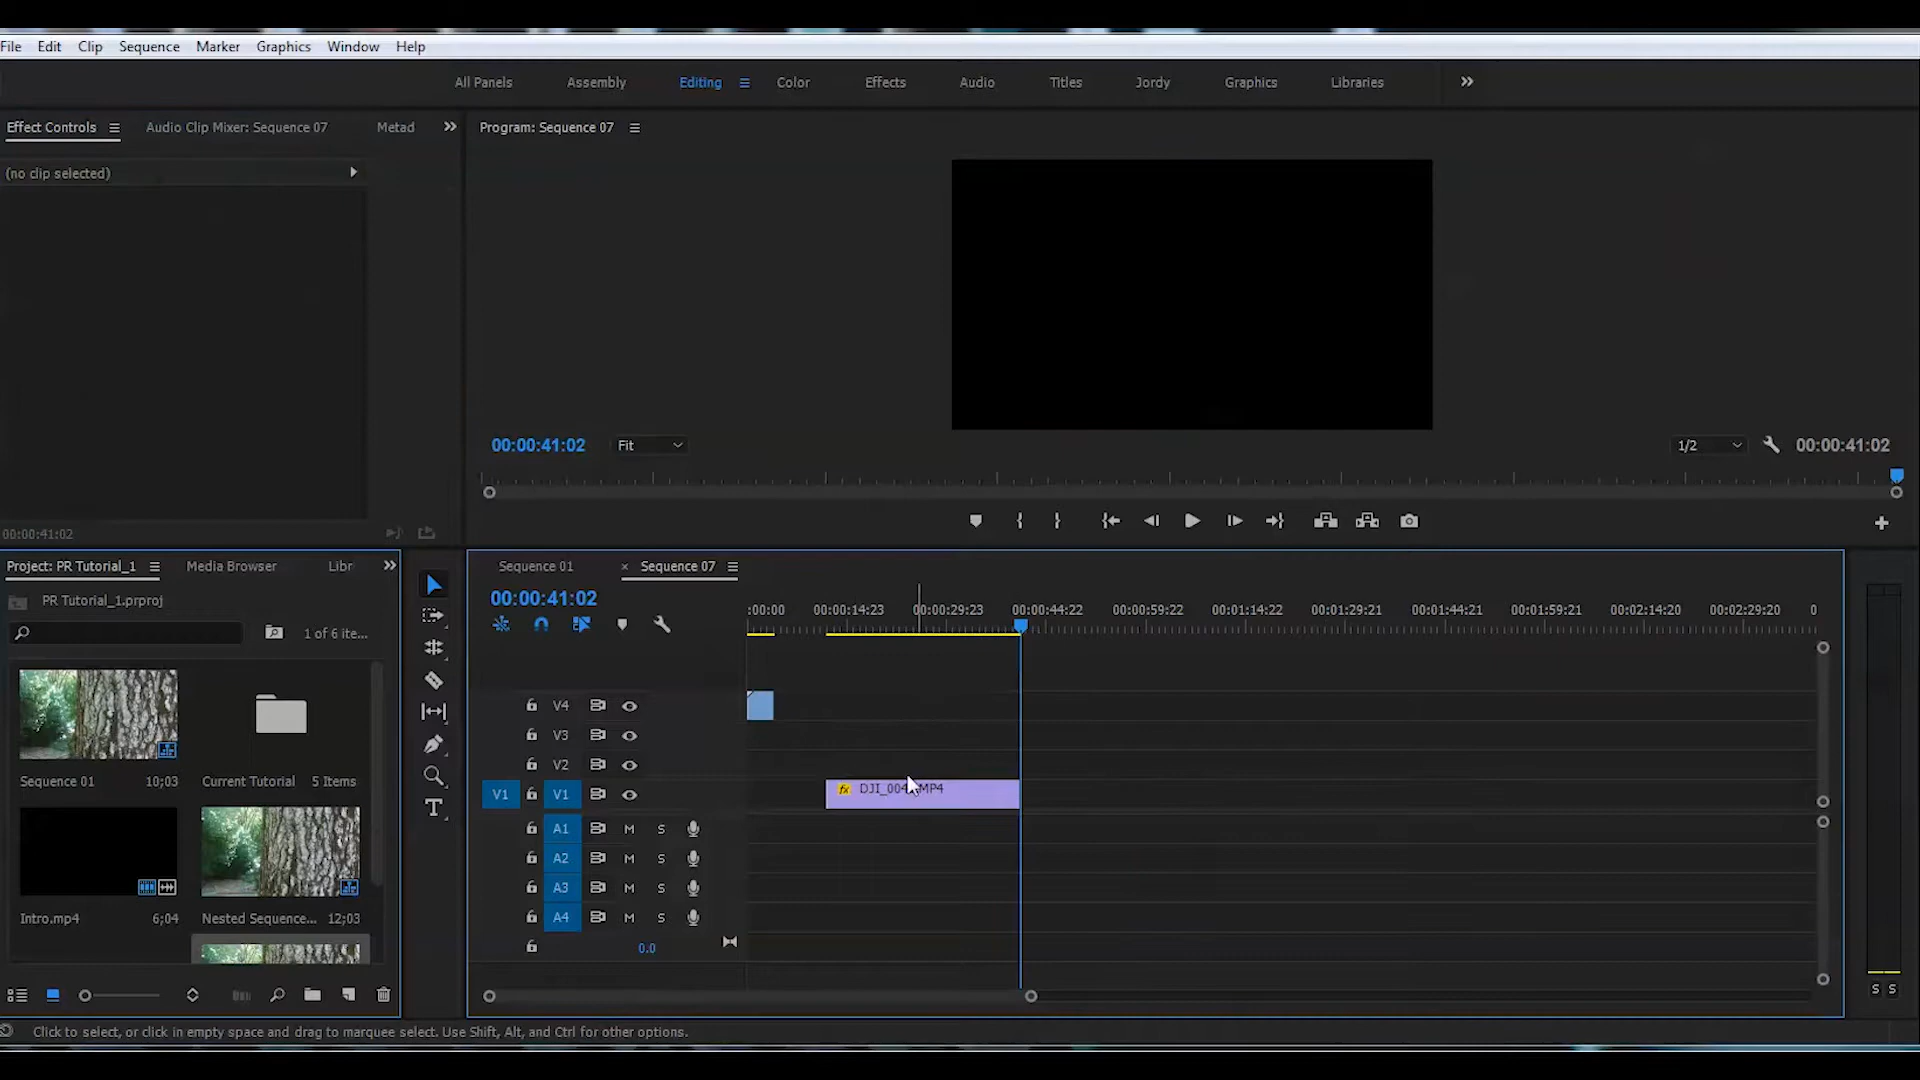 File Edit Clip Sequence Marker Graphics Window Help
All Panels Assembly Editing Color Effects Audio Titles Jordy Graphics Libraries
Effect Controls Audio Clip Mixer: Sequence 07 Metad
Program: Sequence 07
(no clip selected)
00:00:41:02 Fit 1/2 00:00:41:02
00:00:41:02
Project: PR Tutorial_1 Media Browser Libr
PR Tutorial_1.prproj
1 of 6 ite...
Sequence 01 10;03
Current Tutorial 5 Items
Intro.mp4 6;04
Nested Sequence... 12;03
Sequence 01 × Sequence 07
00:00:41:02
:00:00 00:00:14:23 00:00:29:23 00:00:44:22 00:00:59:22 00:01:14:22 00:01:29:21 00:01:44:21 00:01:59:21 00:02:14:20 00:02:29:20 0
V4
V3
V2
V1 V1 fx
A1 M S
A2 M S
A3 M S
A4 M S
0.0
S S
Click to select, or click in empty space and drag to marquee select. Use Shift, Alt, and Ctrl for other options.